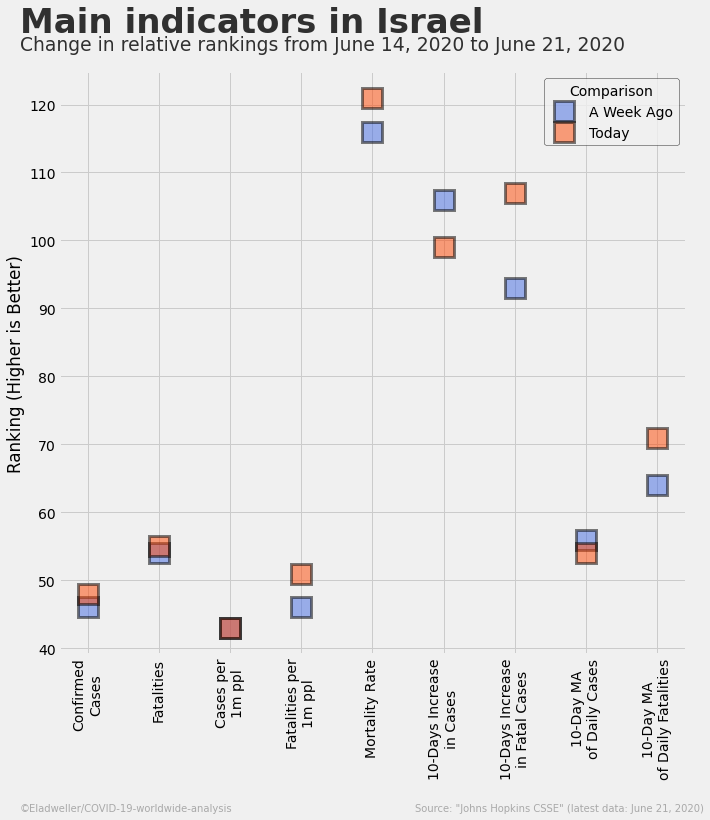 Main indicators in Israel
Change in relative rankings from June 14, 2020 to June 21, 2020
Comparison
A Week Ago
Today
Ranking (Higher is Better)
120
110
100
90
80
70
60
50
40
Confirmed
Cases
Fatalities
Cases per
1m ppl
Fatalities per
1m ppl
Mortality Rate
10-Days Increase
in Cases
10-Days Increase
in Fatal Cases
10-Day MA
of Daily Cases
10-Day MA
of Daily Fatalities
©Eladweller/COVID-19-worldwide-analysis
Source: "Johns Hopkins CSSE" (latest data: June 21, 2020)